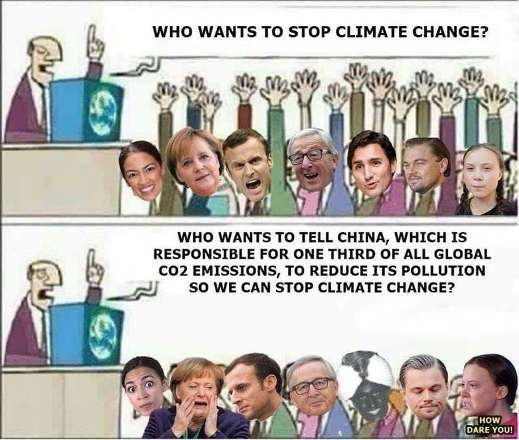 WHO WANTS TO STOP CLIMATE CHANGE?
WHO WANTS TO TELL CHINA, WHICH IS
RESPONSIBLE FOR ONE THIRD OF ALL GLOBAL
CO2 EMISSIONS, TO REDUCE ITS POLLUTION
SO WE CAN STOP CLIMATE CHANGE?
HOW
DARE YOU!